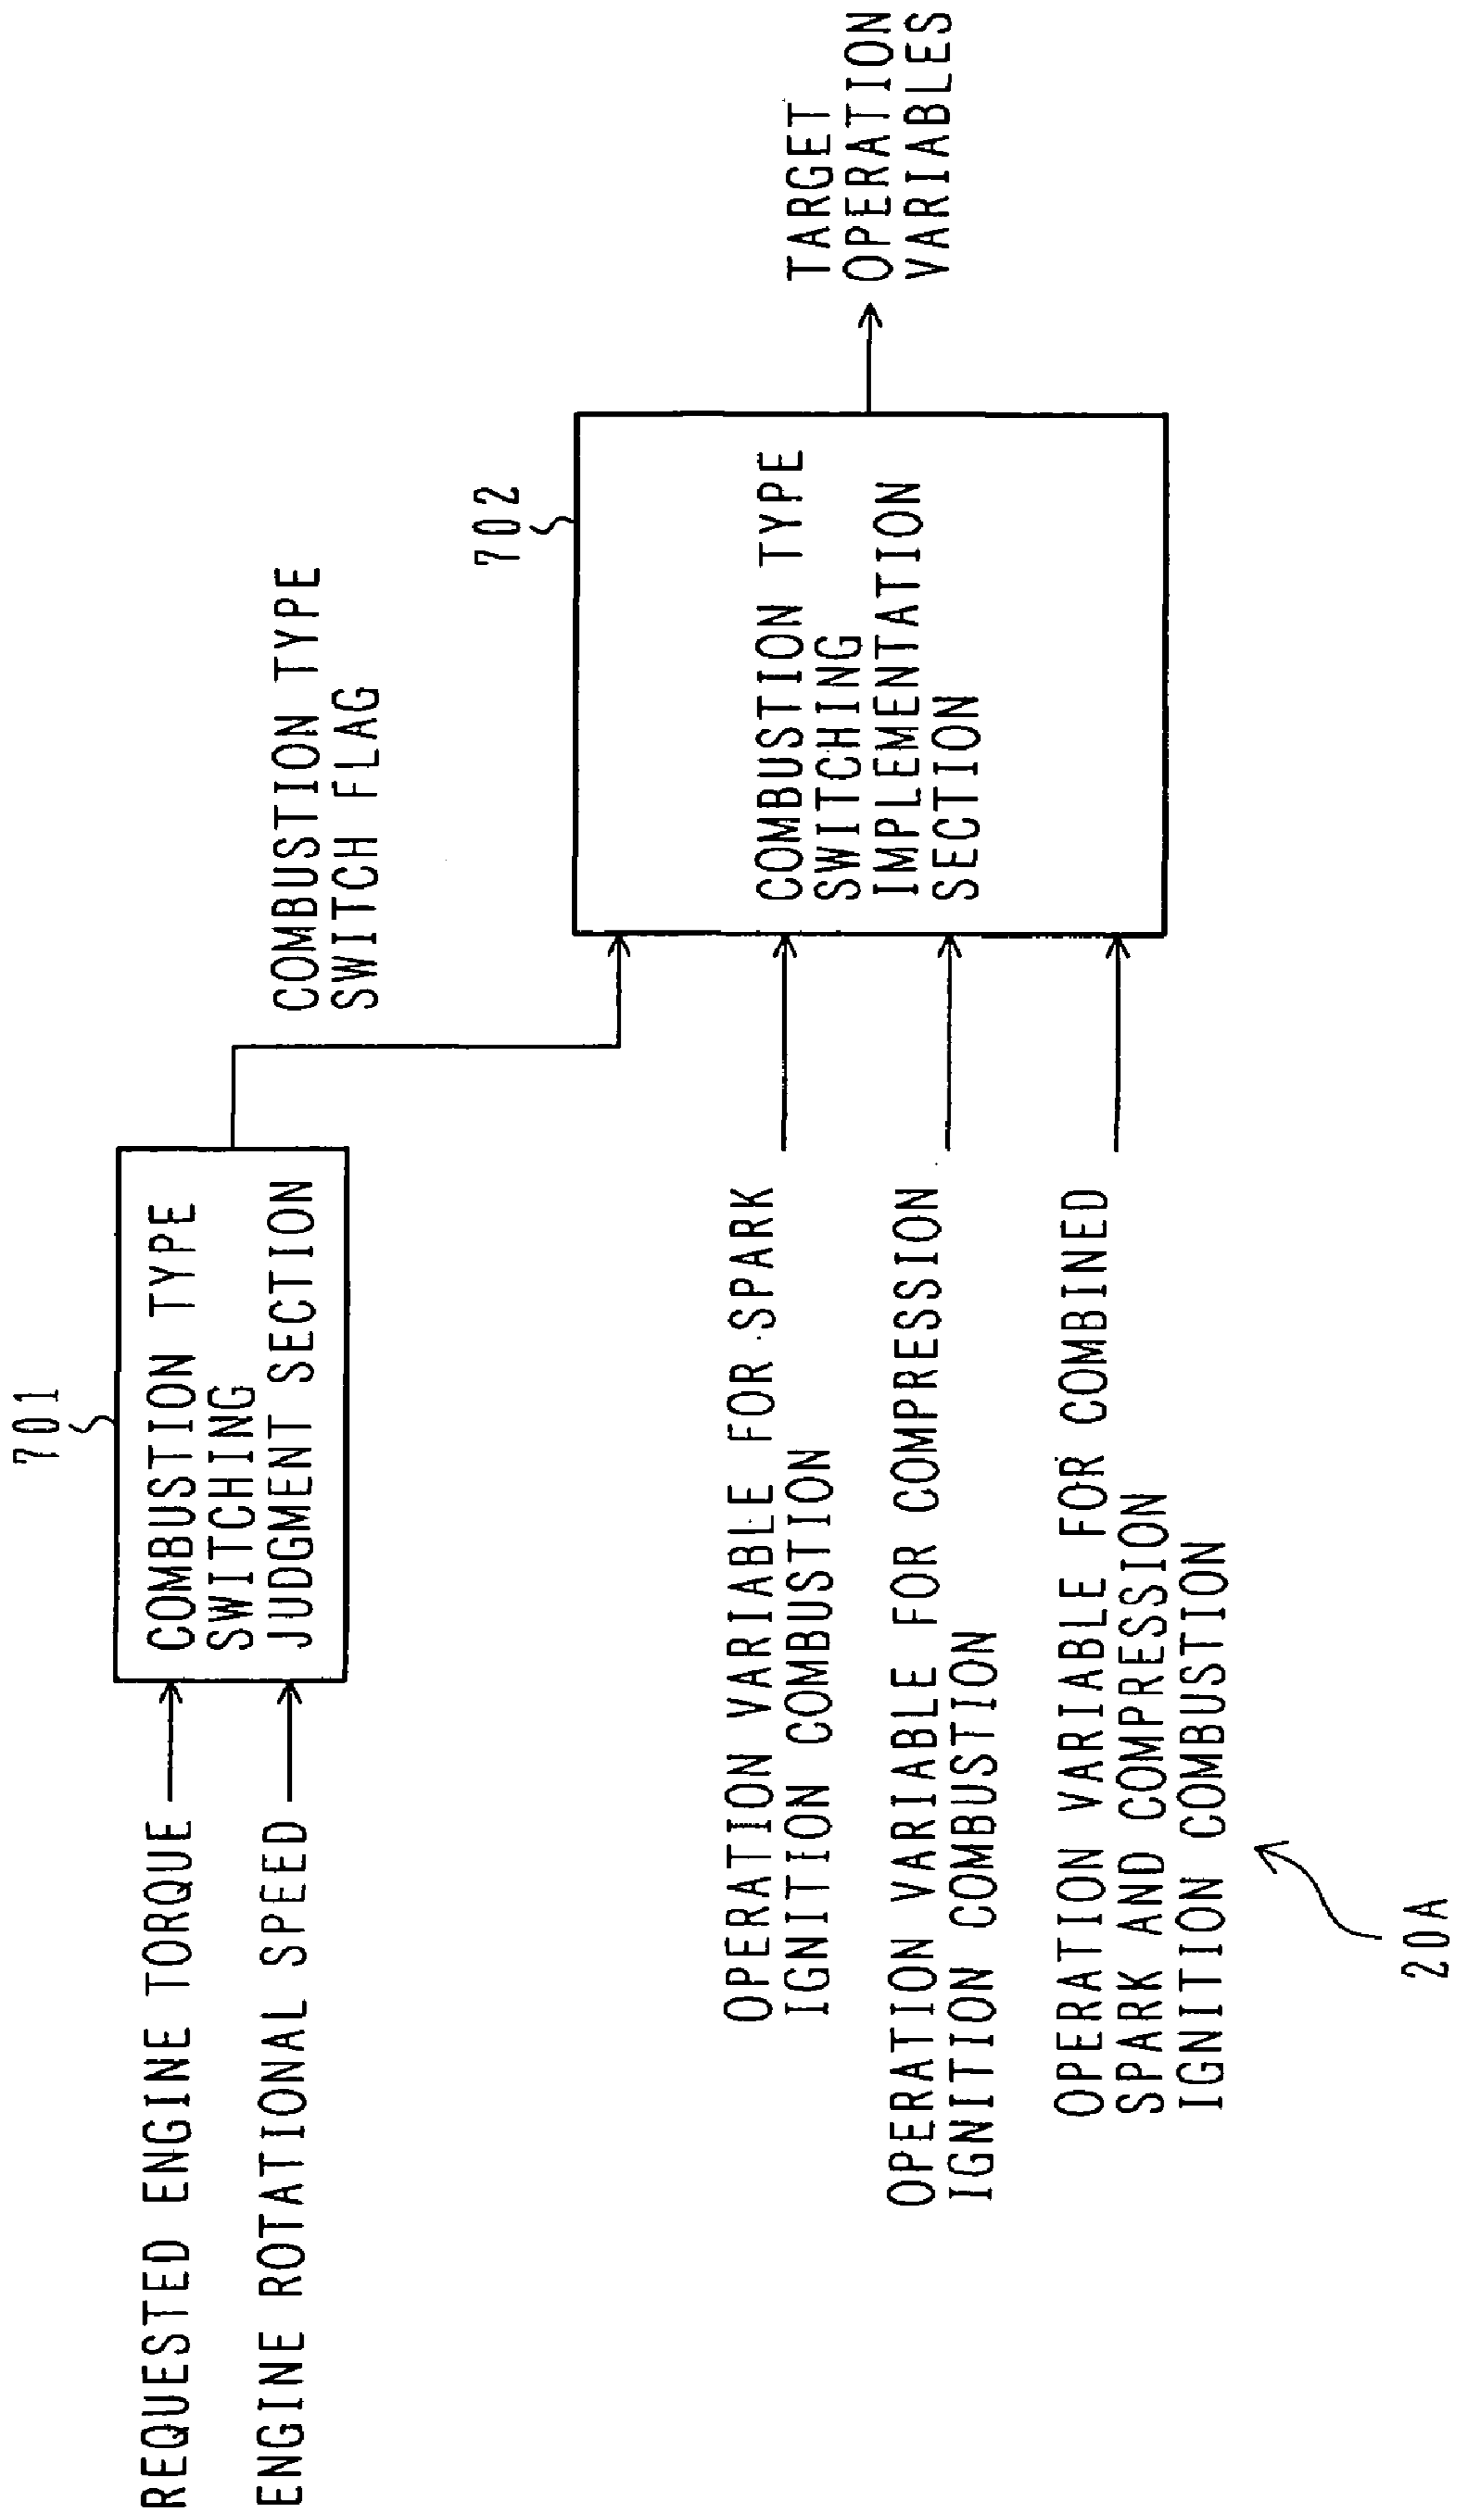 701
REQUESTED ENGINE TORQUE
ENGINE ROTATIONAL SPEED
COMBUSTION TYPE
SWITCHING
JUDGMENT SECTION
COMBUSTION TYPE
SWITCH FLAG
702
OPERATION VARIABLE FOR SPARK
IGNITION COMBUSTION
OPERATION VARIABLE FOR COMPRESSION
IGNITION COMBUSTION
OPERATION VARIABLE FOR COMBINED
SPARK AND COMPRESSION
IGNITION COMBUSTION
COMBUSTION TYPE
SWITCHING
IMPLEMENTATION
SECTION
TARGET
OPERATION
VARIABLES
20A